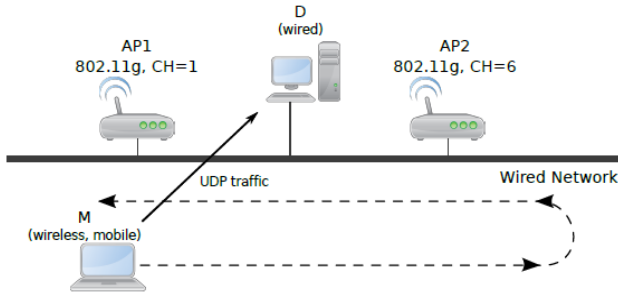 D
(wired)
AP1
802.11g, CH=1
AP2
802.11g, CH=6
UDP traffic
Wired Network
M
(wireless, mobile)